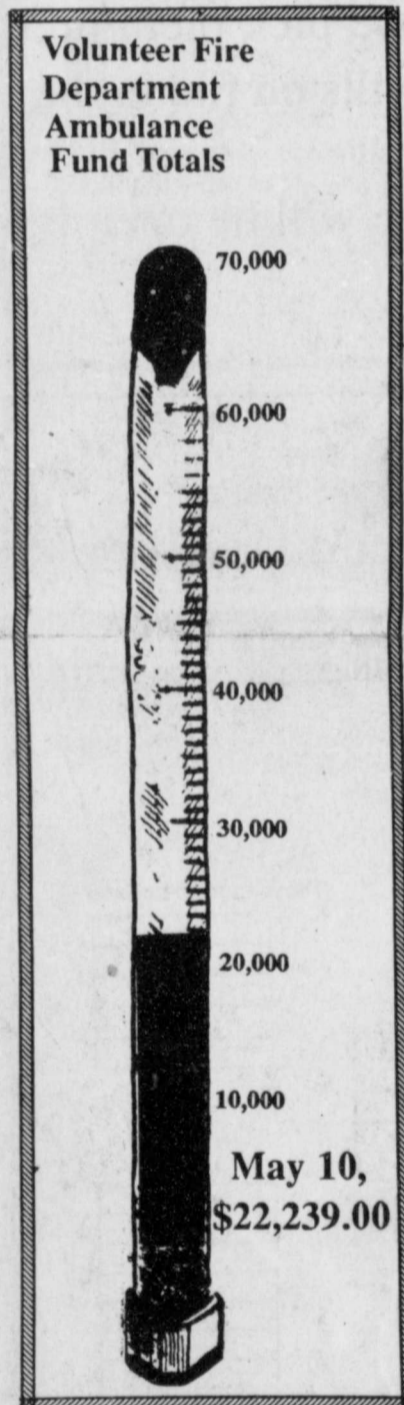 Volunteer Fire
Department
Ambulance
Fund Totals
70,000
60,000
50,000
40,000
30,000
20,000
10,000
May 10,
$22,239.00